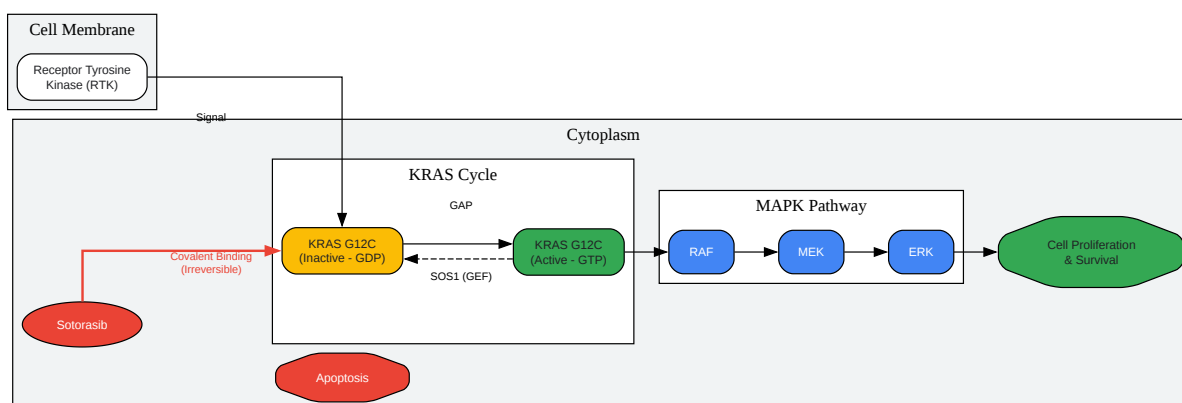 Cell Membrane
Receptor Tyrosine
Kinase (RTK)
Signal
Cytoplasm
KRAS Cycle
GAP
KRAS G12C
(Inactive - GDP)
KRAS G12C
(Active - GTP)
SOS1 (GEF)
MAPK Pathway
RAF
MEK
ERK
Cell Proliferation
& Survival
Covalent Binding
(Irreversible)
Sotorasib
Apoptosis